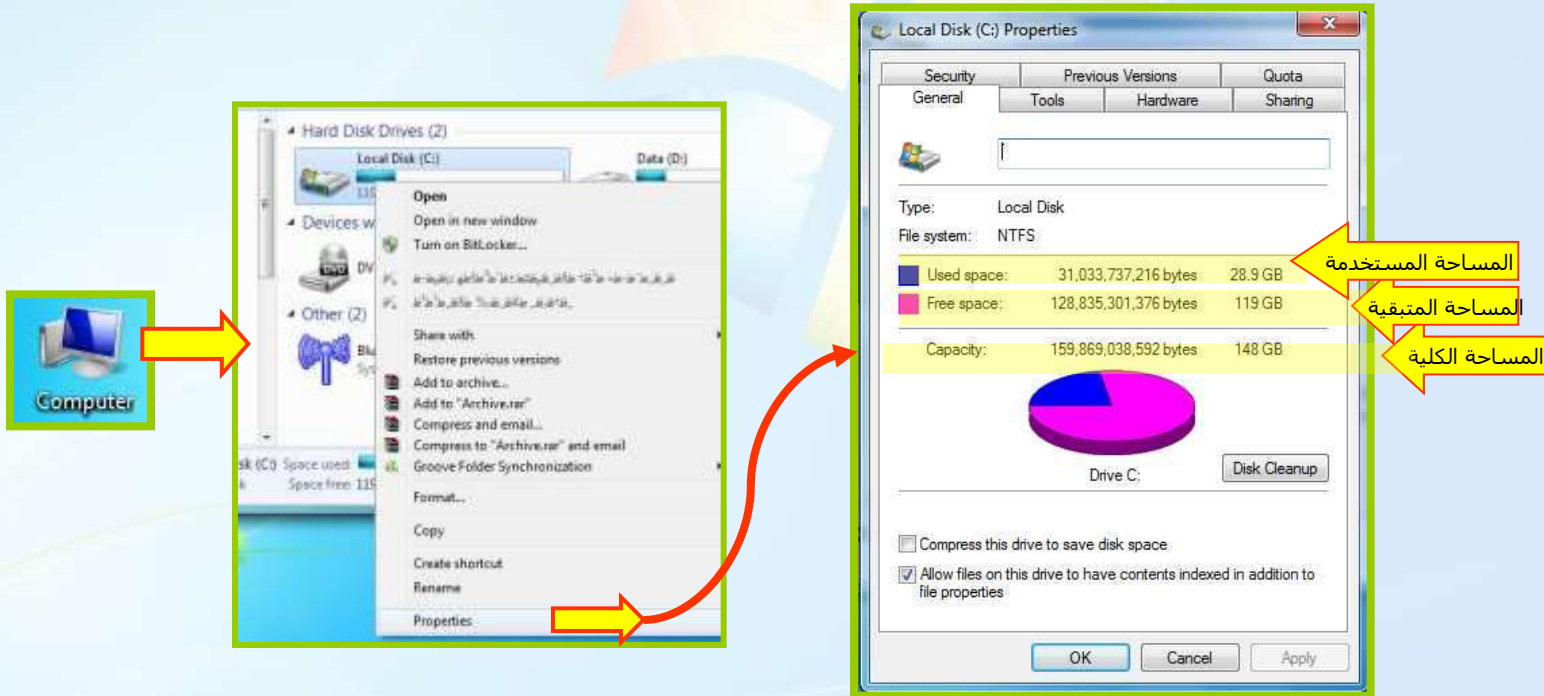 Computer
Hard Disk Drives (2)
Local Disk (C:)
Data (D:)
Devices w
DV
Other (2)
Blu
Sys
sk (C:) Space used:
Space free: 119
Open
Open in new window
Turn on BitLocker...
Share with
Restore previous versions
Add to archive...
Add to "Archive.rar"
Compress and email...
Compress to "Archive.rar" and email
Groove Folder Synchronization
Format...
Copy
Create shortcut
Rename
Properties
Local Disk (C:) Properties
Security Previous Versions Quota
General Tools Hardware Sharing
Type: Local Disk
File system: NTFS
Used space: 31,033,737,216 bytes 28.9 GB
المساحة المستخدمة
Free space: 128,835,301,376 bytes 119 GB
المساحة المتبقية
Capacity: 159,869,038,592 bytes 148 GB
المساحة الكلية
Drive C:
Disk Cleanup
Compress this drive to save disk space
Allow files on this drive to have contents indexed in addition to
file properties
OK Cancel Apply